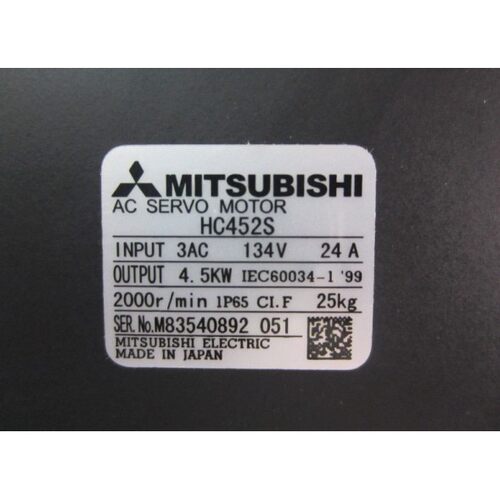 MITSUBISHI
AC SERVO MOTOR
HC452S
INPUT 3AC 134V 24 A
OUTPUT 4.5KW IEC60034-1 '99
2000r/min IP65 CI.F 25kg
SER.No.M83540892 051
MITSUBISHI ELECTRIC
MADE IN JAPAN